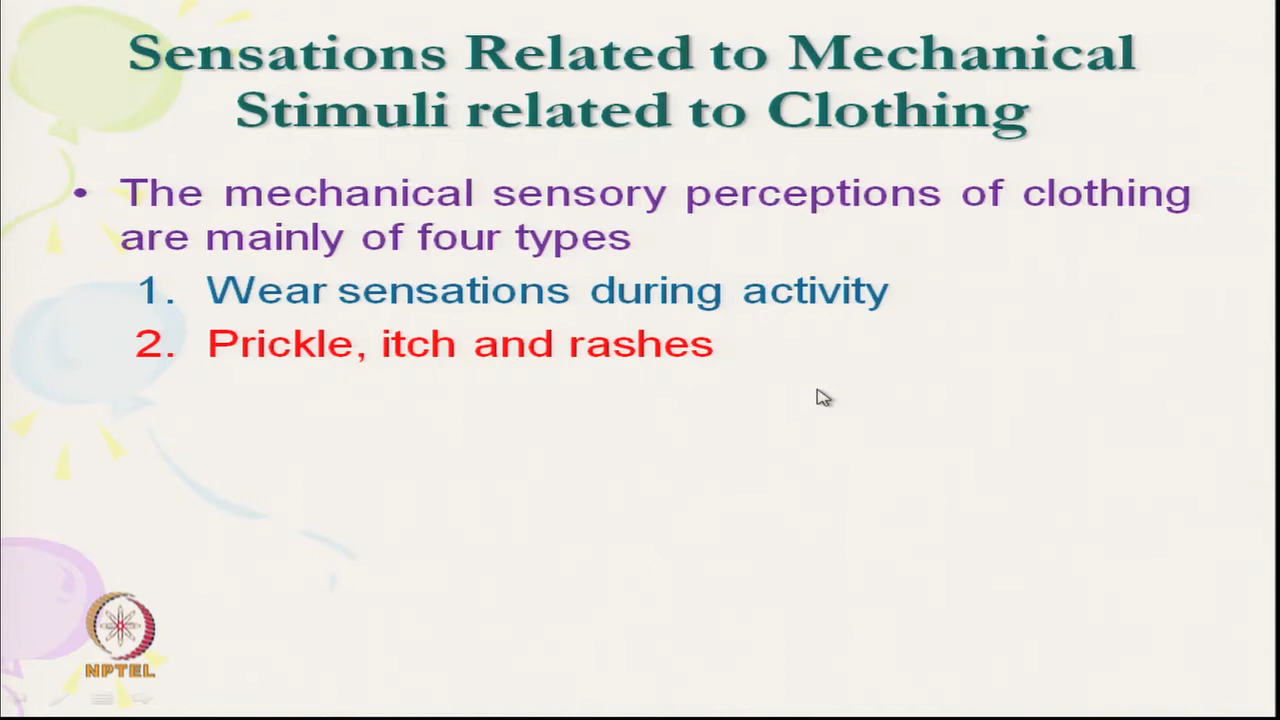 Sensations Related to Mechanical
Stimuli related to Clothing
• The mechanical sensory perceptions of clothing
are mainly of four types
1. Wear sensations during activity
2. Prickle, itch and rashes
NPTEL